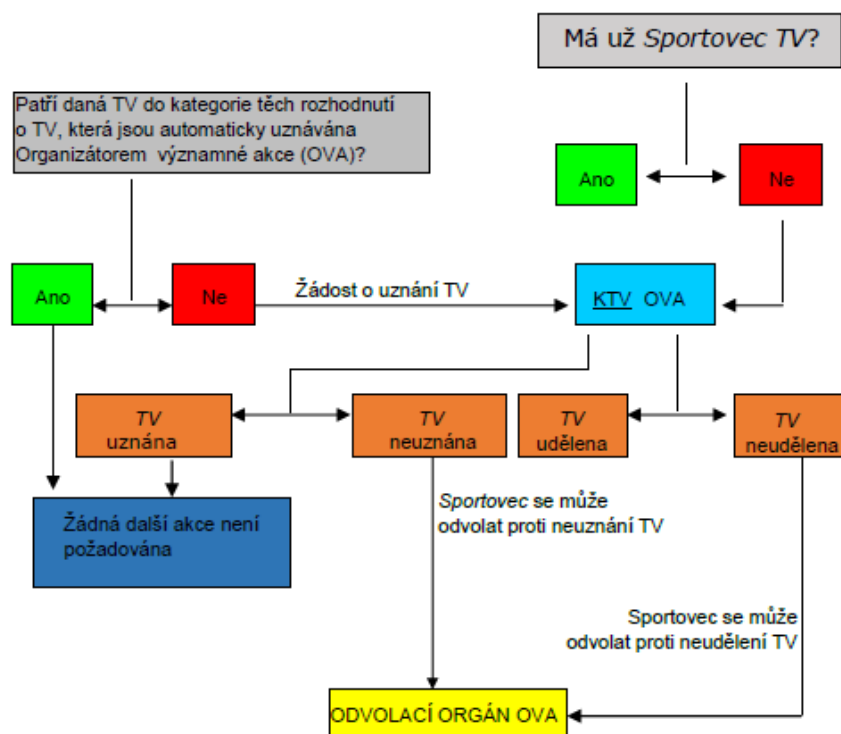 Má už Sportovec TV?
Patří daná TV do kategorie těch rozhodnutí
o TV, která jsou automaticky uznávána
Organizátorem významné akce (OVA)?
Ano
Ne
Ano
Ne
Žádost o uznání TV
KTV OVA
TV
uznána
TV
neuznána
TV
udělena
TV
neudělena
Žádná další akce není
požadována
Sportovec se může
odvolat proti neuznání TV
Sportovec se může
odvolat proti neudělení TV
ODVOLACÍ ORGÁN OVA